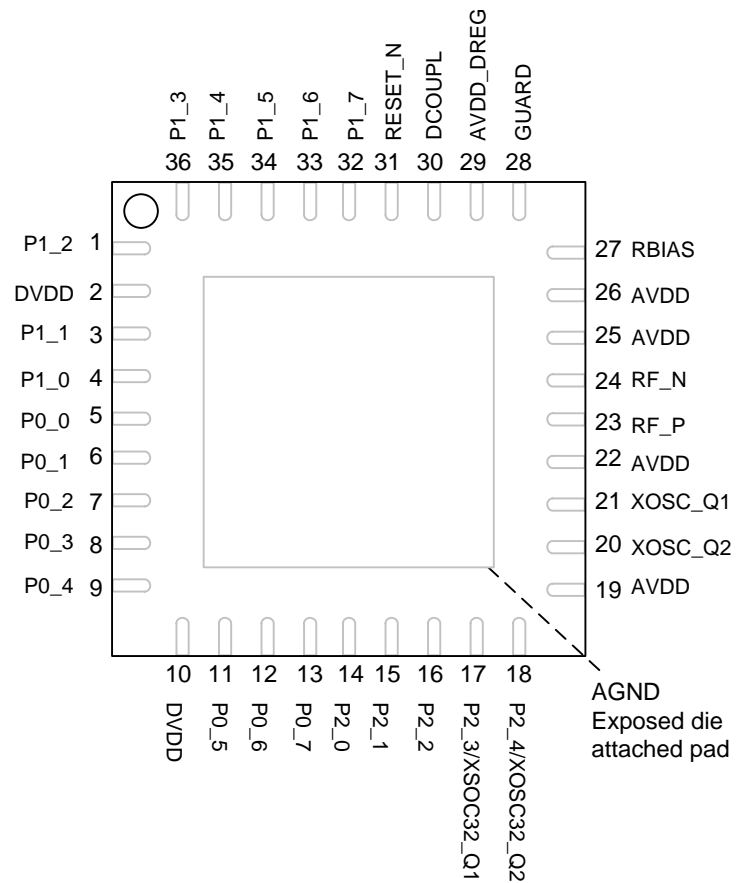 P1_3
P1_4
P1_5
P1_6
P1_7
RESET_N
DCOUPL
AVDD_DREG
GUARD
36
35
34
33
32
31
30
29
28
P1_2 1
DVDD 2
P1_1 3
P1_0 4
P0_0 5
P0_1 6
P0_2 7
P0_3 8
P0_4 9
27 RBIAS
26 AVDD
25 AVDD
24 RF_N
23 RF_P
22 AVDD
21 XOSC_Q1
20 XOSC_Q2
19 AVDD
10
11
12
13
14
15
16
17
18
DVDD
P0_5
P0_6
P0_7
P2_0
P2_1
P2_2
P2_3/XSOC32_Q1
P2_4/XOSC32_Q2
AGND
Exposed die
attached pad